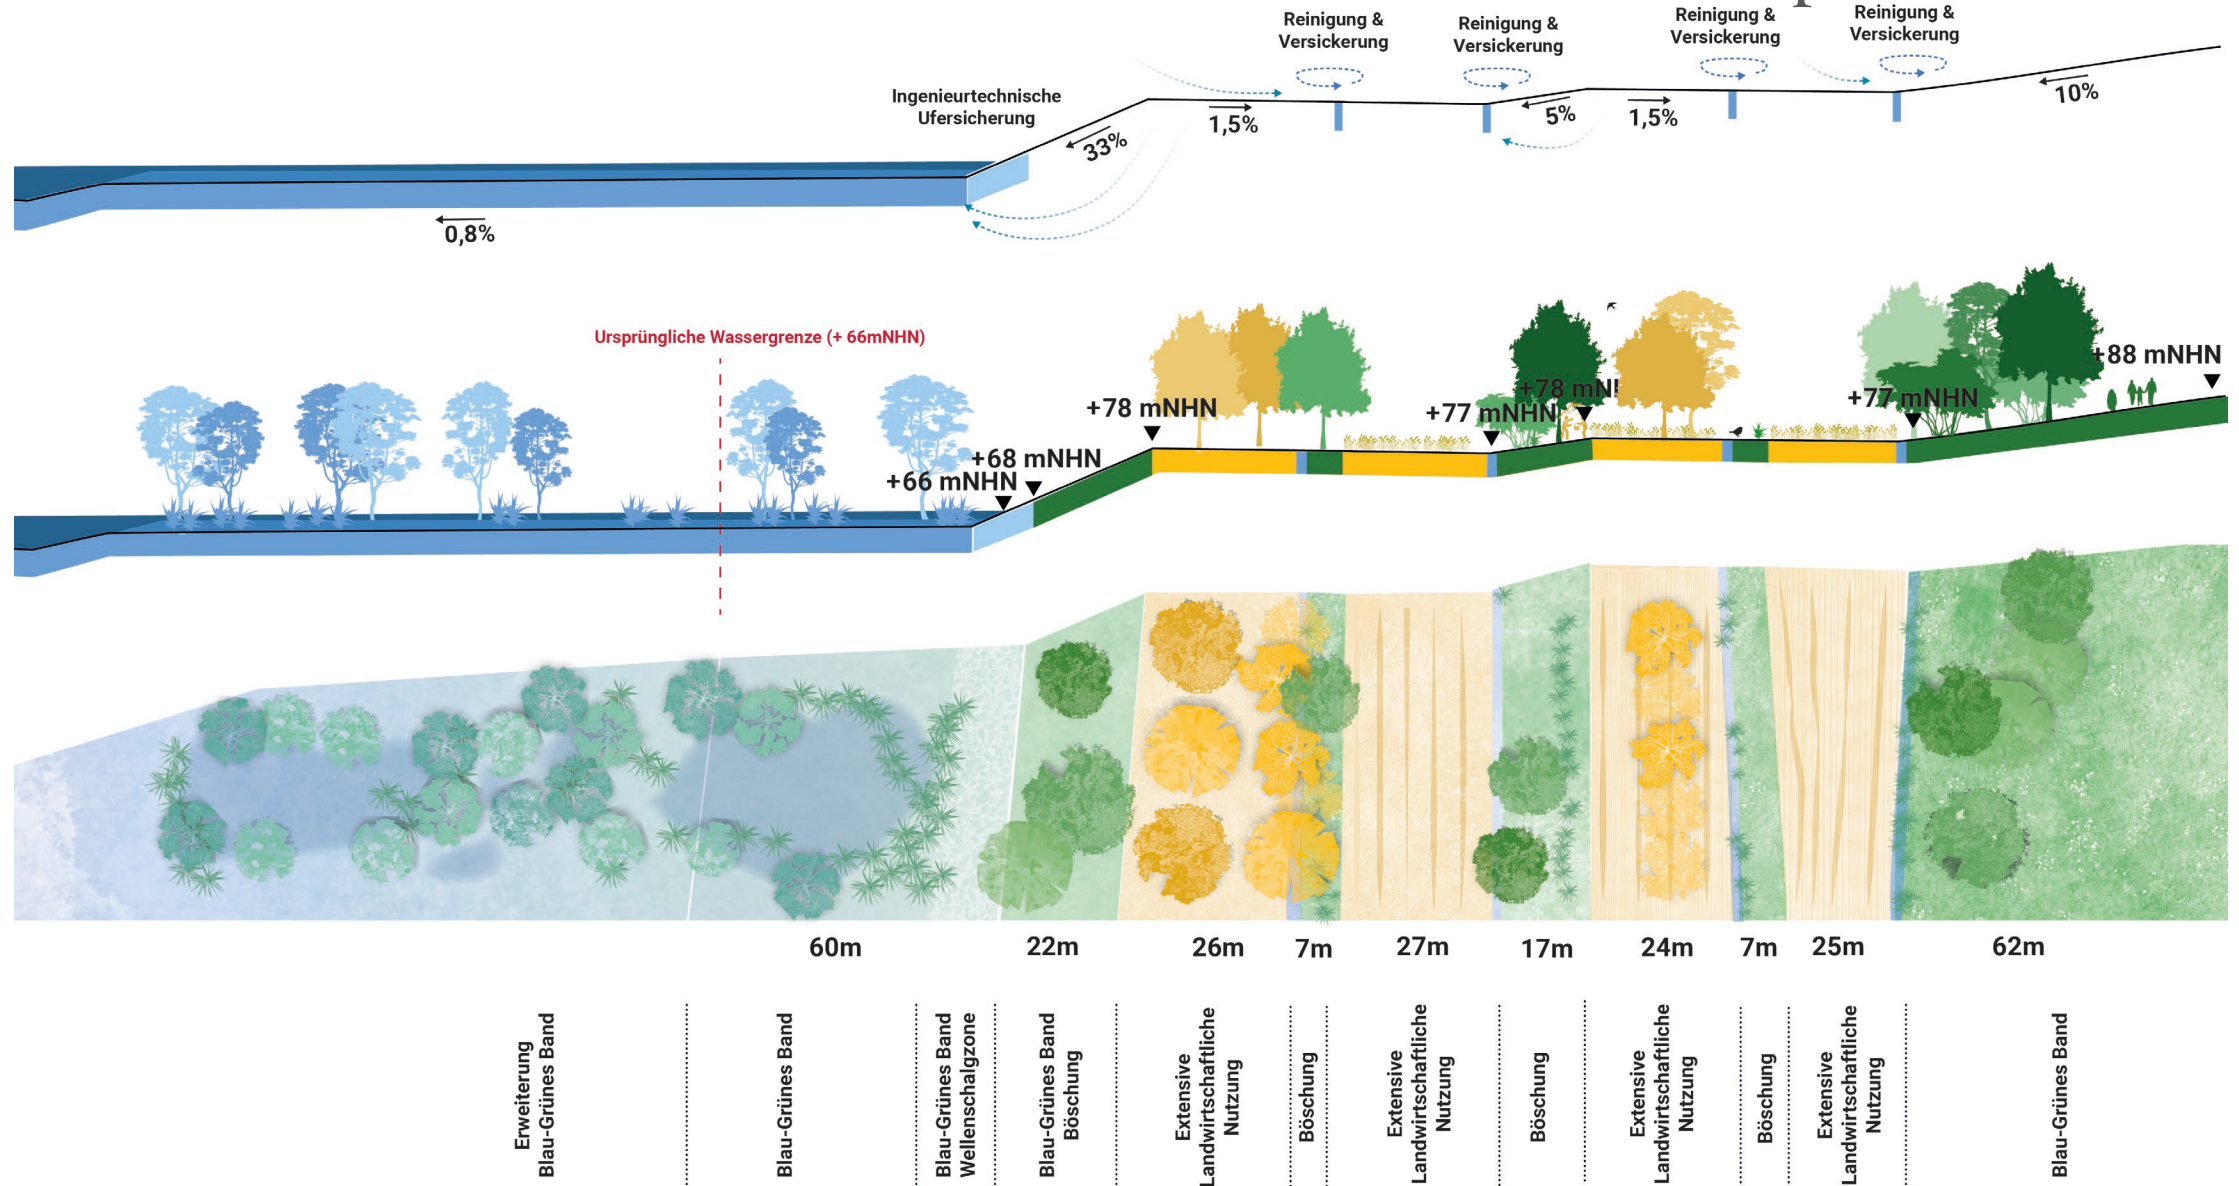 Reinigung &
Versickerung
Reinigung &
Versickerung
Reinigung &
Versickerung
Reinigung &
Versickerung
Ingenieurtechnische
Ufersicherung
33%
1,5%
5%
1,5%
10%
0,8%
Ursprüngliche Wassergrenze (+ 66mNHN)
+66 mNHN
+68 mNHN
+78 mNHN
+77 mNHN
+78 mN
+77 mNHN
+88 mNHN
60m
22m
26m
7m
27m
17m
24m
7m
25m
62m
Erweiterung
Blau-Grünes Band
Blau-Grünes Band
Blau-Grünes Band
Wellenschalgzone
Blau-Grünes Band
Böschung
Extensive
Landwirtschaftliche
Nutzung
Böschung
Extensive
Landwirtschaftliche
Nutzung
Böschung
Extensive
Landwirtschaftliche
Nutzung
Böschung
Extensive
Landwirtschaftliche
Nutzung
Blau-Grünes Band